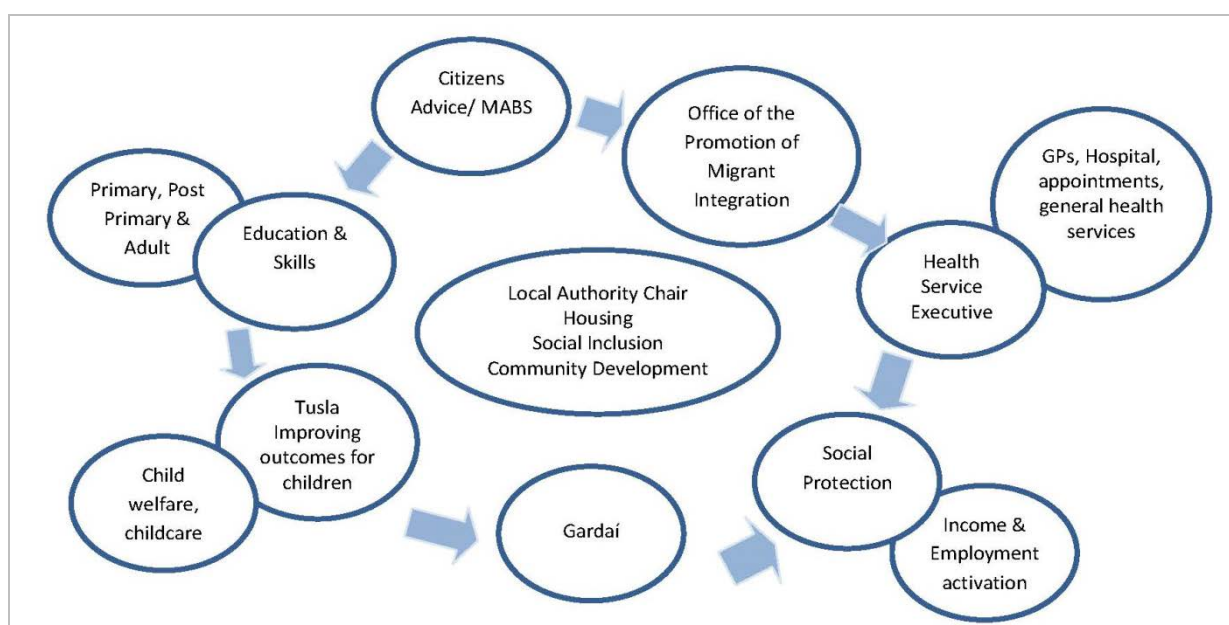 Citizens
Advice/ MABS
Office of the
Promotion of
Migrant
Integration
GPs, Hospital,
appointments,
general health
services
Primary, Post
Primary &
Adult
Education &
Skills
Health
Service
Executive
Local Authority Chair
Housing
Social Inclusion
Community Development
Tusla
Improving
outcomes for
children
Child
welfare,
childcare
Gardaí
Social
Protection
Income &
Employment
activation